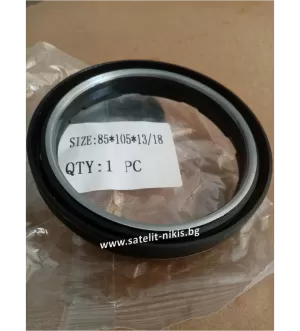 SIZE:85*105*13/18
QTY:1 PC
www.satelit-nikis.bg